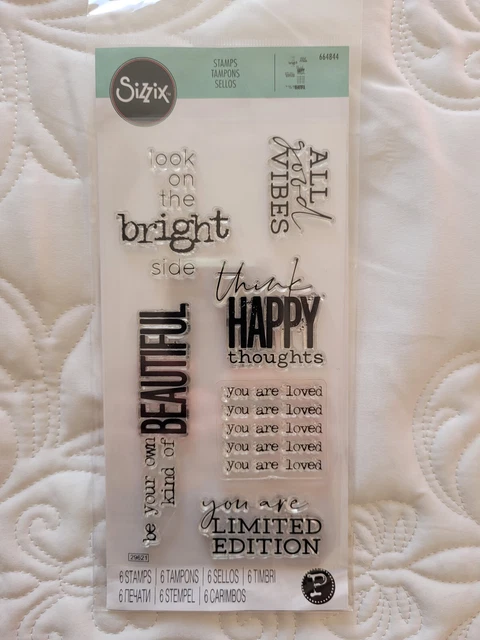 Sizzix
STAMPS
TAMPONS
SELLOS
664844
look
on
the
bright
side
ALL
good
VIBES
think
HAPPY
thoughts
be your own
kind of
BEAUTIFUL
you are loved
you are loved
you are loved
you are loved
you are loved
you are
LIMITED
EDITION
29621
6 STAMPS | 6 TAMPONS | 6 SELLOS | 6 TIMBRI
6 ПЕЧАТИ | 6 STEMPEL | 6 CARIMBOS